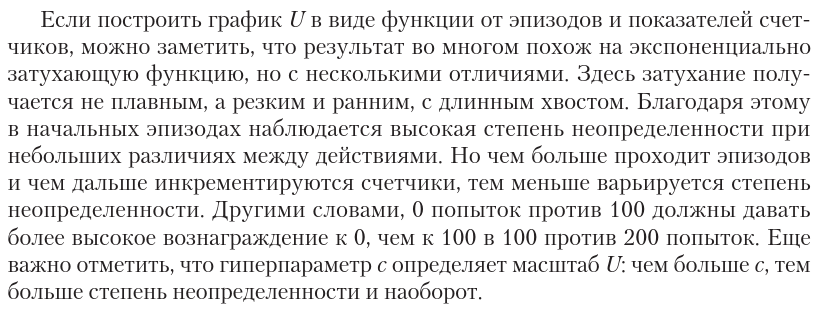 Если построить график U в виде функции от эпизодов и показателей счет-
чиков, можно заметить, что результат во многом похож на экспоненциально
затухающую функцию, но с несколькими отличиями. Здесь затухание полу-
чается не плавным, а резким и ранним, с длинным хвостом. Благодаря этому
в начальных эпизодах наблюдается высокая степень неопределенности при
небольших различиях между действиями. Но чем больше проходит эпизодов
и чем дальше инкрементируются счетчики, тем меньше варьируется степень
неопределенности. Другими словами, 0 попыток против 100 должны давать
более высокое вознаграждение к 0, чем к 100 в 100 против 200 попыток. Еще
важно отметить, что гиперпараметр c определяет масштаб U: чем больше c, тем
больше степень неопределенности и наоборот.